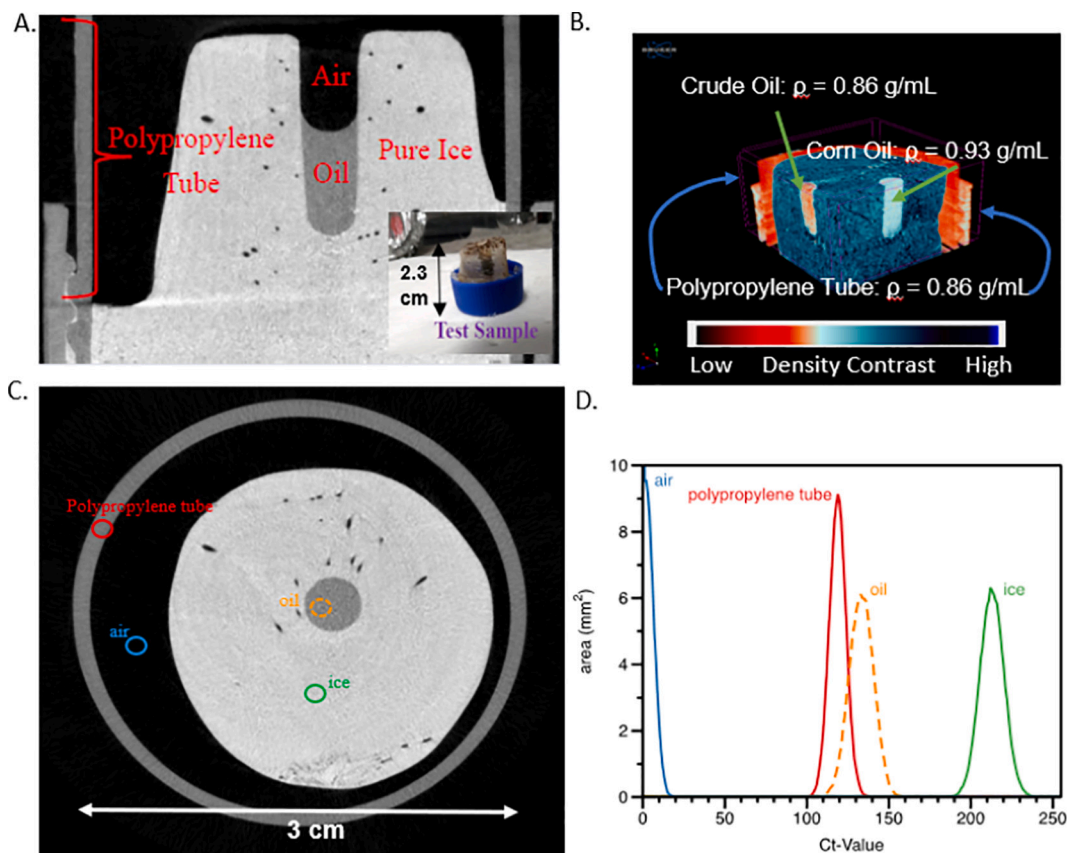 A.
Air
Polypropylene
Tube
Oil
Pure Ice
2.3
cm
Test Sample
B.
BRUKER
Crude Oil: ρ = 0.86 g/mL
Corn Oil: ρ = 0.93 g/mL
Polypropylene Tube: ρ = 0.86 g/mL
Low Density Contrast High
C.
Polypropylene tube
oil
air
ice
3 cm
D.
10
8
6
4
2
0
area (mm²)
air
polypropylene tube
oil
ice
0 50 100 150 200 250
Ct-Value